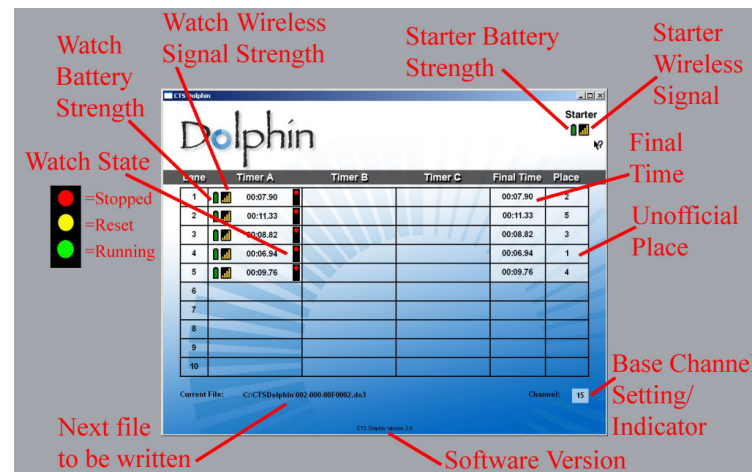 Watch Wireless
Signal Strength
Watch
Battery
Strength
Starter Battery
Strength
Starter
Wireless
Signal
CTS Dolphin
Dolphin
Starter
Watch State
=Stopped
=Reset
=Running
Final
Time
Unofficial
Place
Lane Timer A Timer B Timer C Final Time Place
1 00:07.90 00:07.90 2
2 00:11.33 00:11.33 5
3 00:08.82 00:08.82 3
4 00:06.94 00:06.94 1
5 00:09.76 00:09.76 4
6
7
8
9
10
Current File: C:\CTSDolphin\002-000-00F0002.do3 Channel: 15
CTS Dolphin Version
Base Channel
Setting/
Indicator
Next file
to be written
Software Version